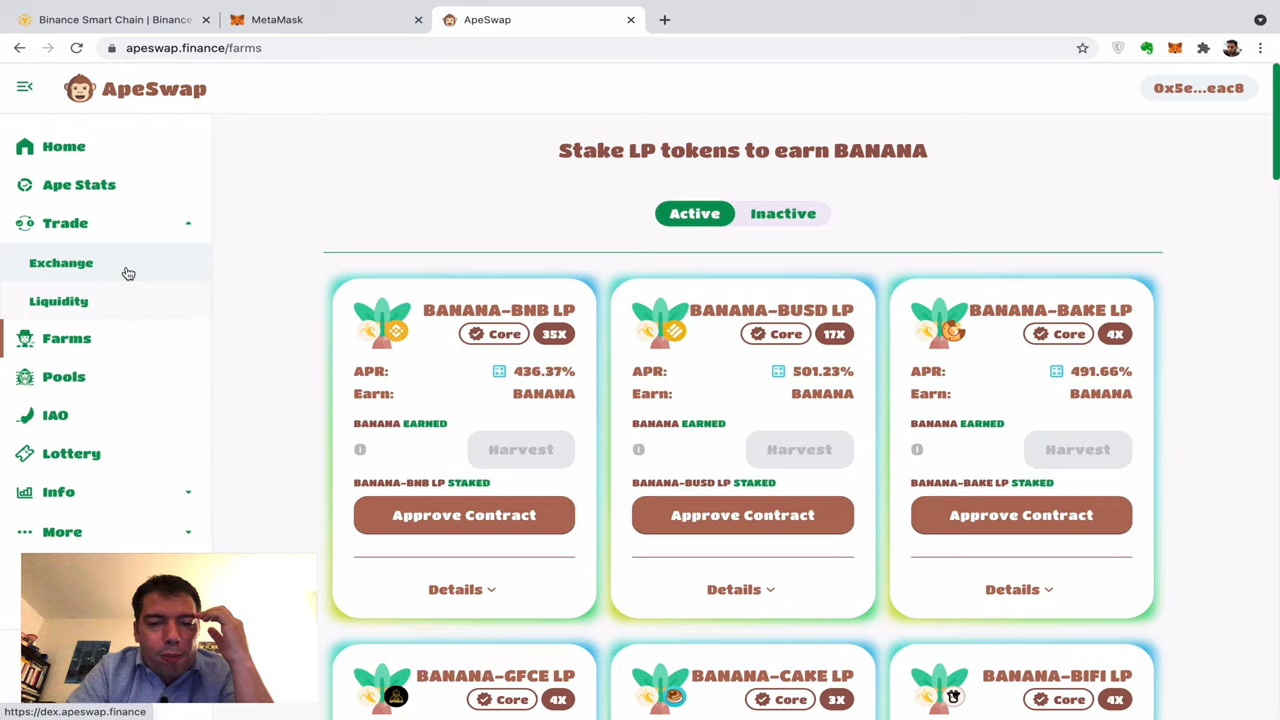 Binance Smart Chain | Binance
MetaMask
ApeSwap
apeswap.finance/farms
ApeSwap
0x5e...eac8
Home
Ape Stats
Trade
Exchange
Liquidity
Farms
Pools
IAO
Lottery
Info
More
Stake LP tokens to earn BANANA
Active Inactive
BANANA-BNB LP
Core 35X
APR: 436.37%
Earn: BANANA
BANANA EARNED
0 Harvest
BANANA-BNB LP STAKED
Approve Contract
Details
BANANA-BUSD LP
Core 17X
APR: 501.23%
Earn: BANANA
BANANA EARNED
0 Harvest
BANANA-BUSD LP STAKED
Approve Contract
Details
BANANA-BAKE LP
Core 4X
APR: 491.66%
Earn: BANANA
BANANA EARNED
0 Harvest
BANANA-BAKE LP STAKED
Approve Contract
Details
BANANA-GFCE LP
Core 4X
BANANA-CAKE LP
Core 3X
BANANA-BIFI LP
Core 4X
https://dex.apeswap.finance